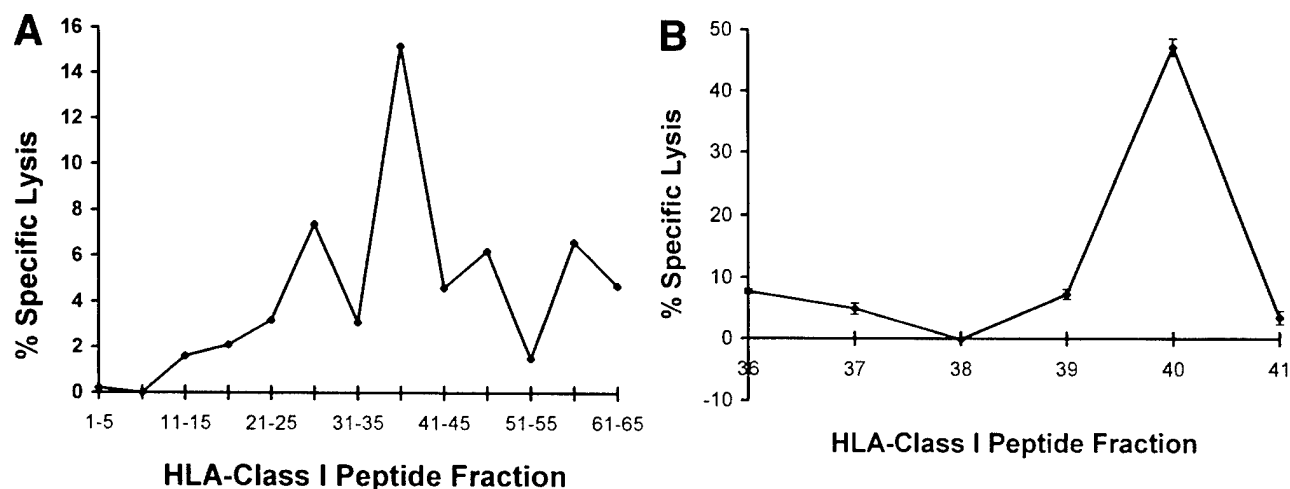 A
% Specific Lysis
16
14
12
10
8
6
4
2
0
1-5 11-15 21-25 31-35 41-45 51-55 61-65
HLA-Class I Peptide Fraction
B
% Specific Lysis
50
40
30
20
10
0
-10
36 37 38 39 40 41
HLA-Class I Peptide Fraction